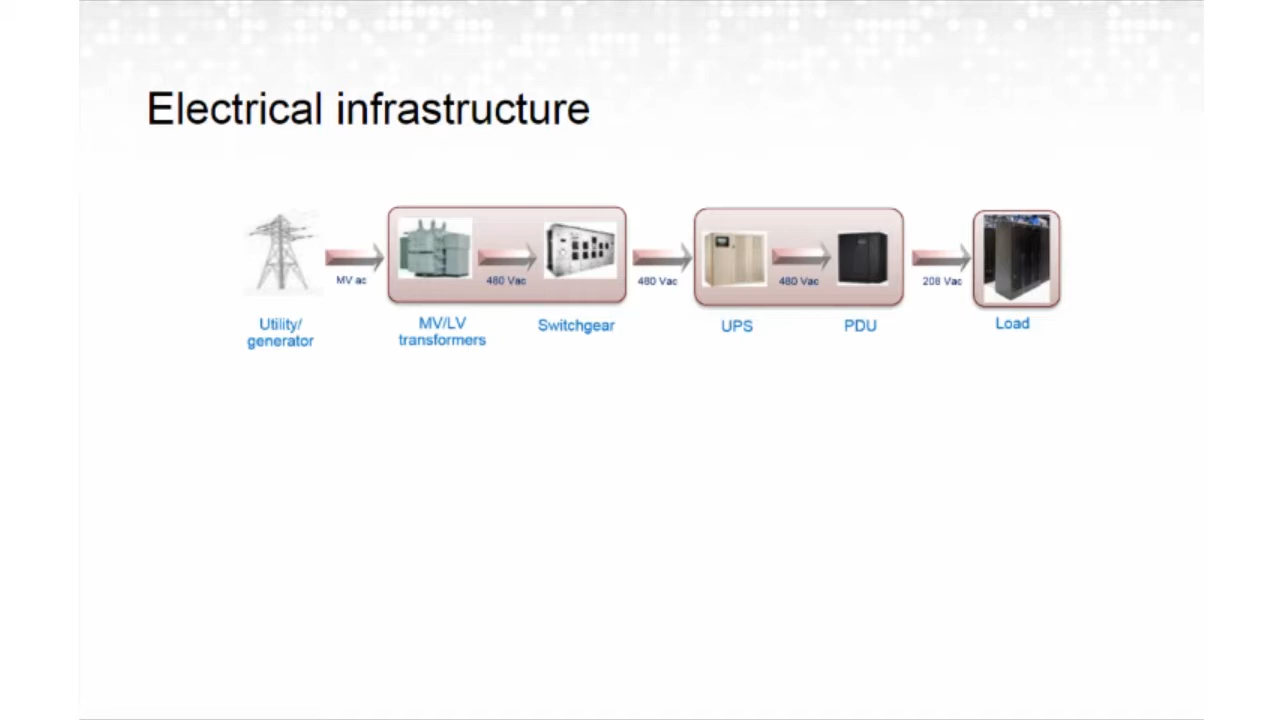 Electrical infrastructure
MV ac
480 Vac
480 Vac
480 Vac
208 Vac
Utility/
generator
MV/LV
transformers
Switchgear
UPS
PDU
Load